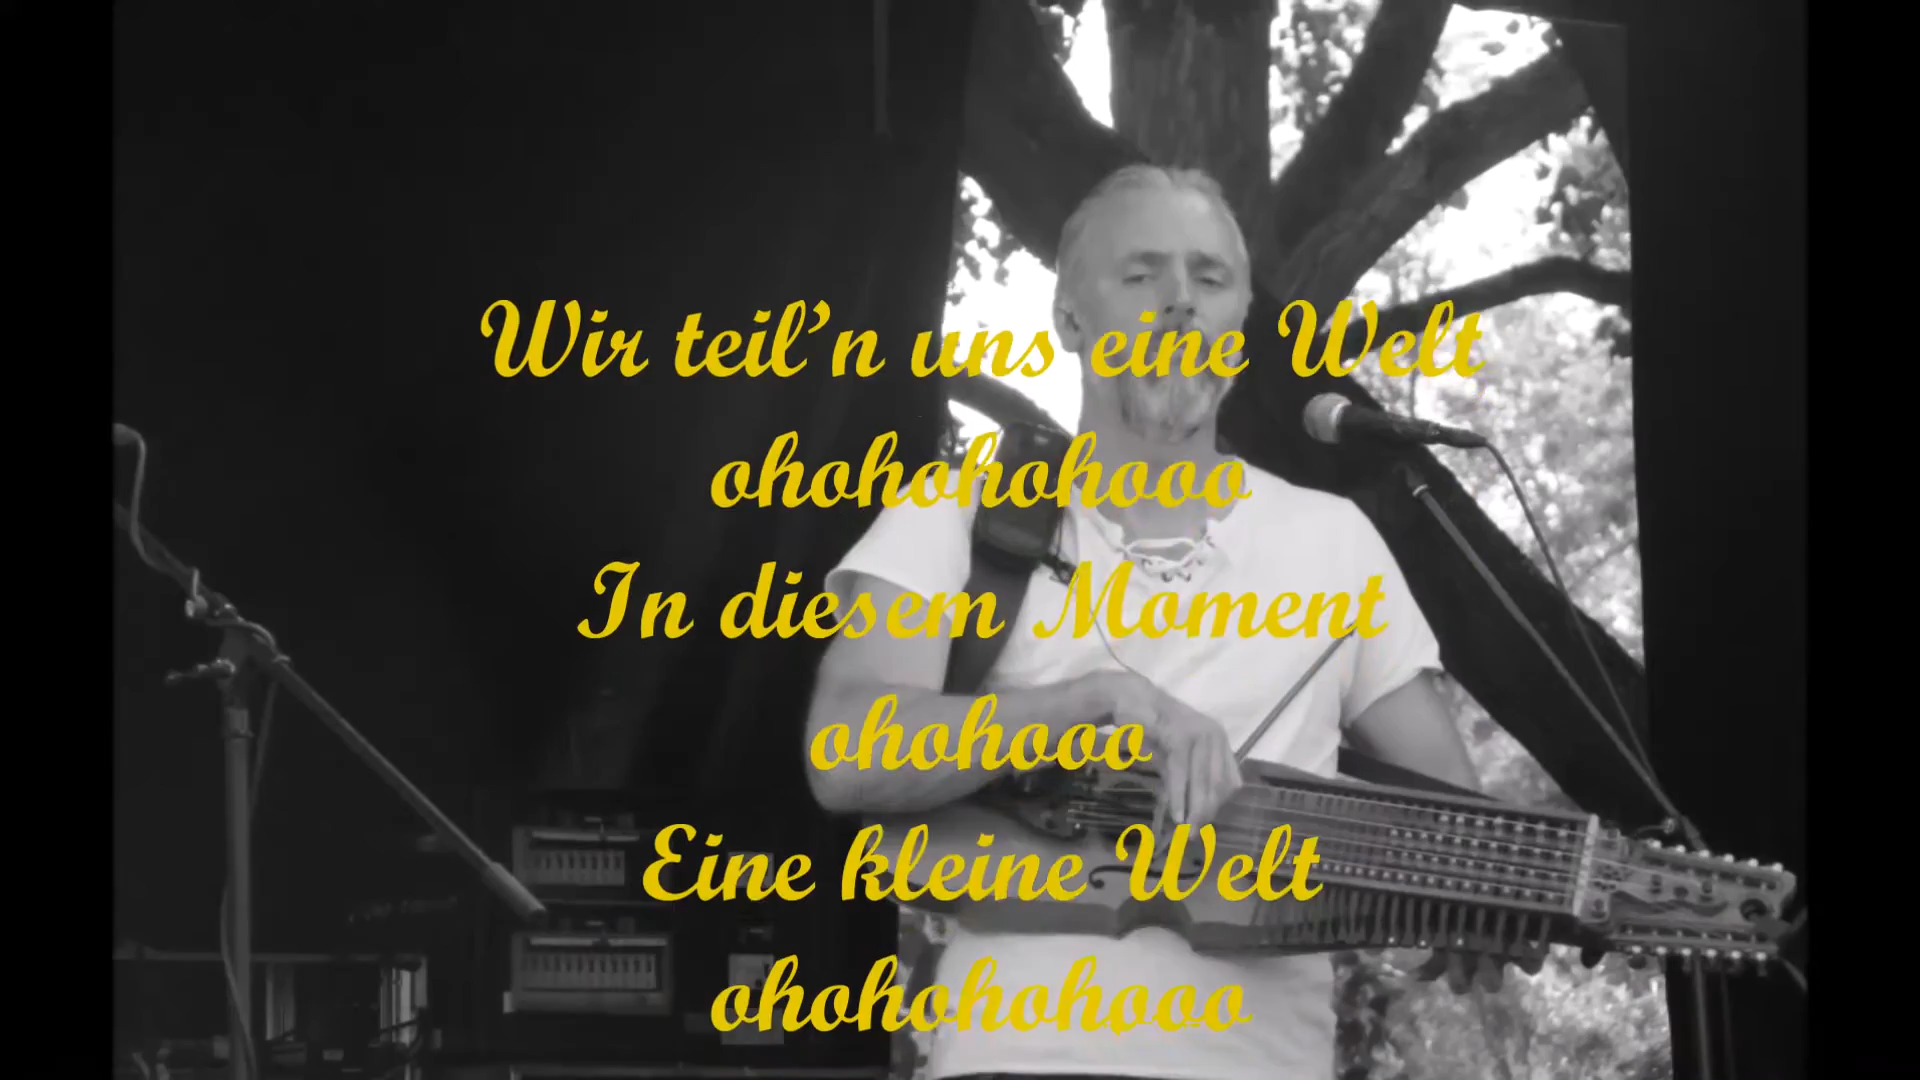 Wir teil’n uns eine Welt
ohohohohooo
In diesem Moment
ohohooo
Eine kleine Welt
ohohohohooo